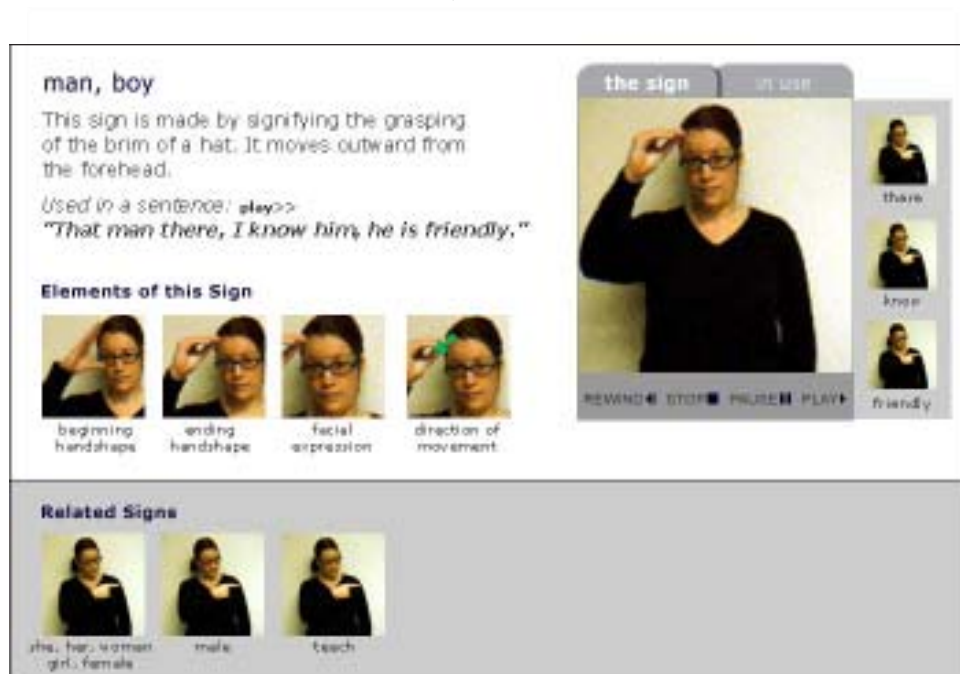 man, boy
This sign is made by signifying the grasping
of the brim of a hat. It moves outward from
the forehead.
Used in a sentence: play>>
"That man there, I know him, he is friendly."
Elements of this Sign
beginning
handshape
ending
handshape
facial
expression
direction of
movement
the sign
in use
there
know
friendly
REWIND STOP PAUSE PLAY
Related Signs
she, her, woman
girl, female
male
teach